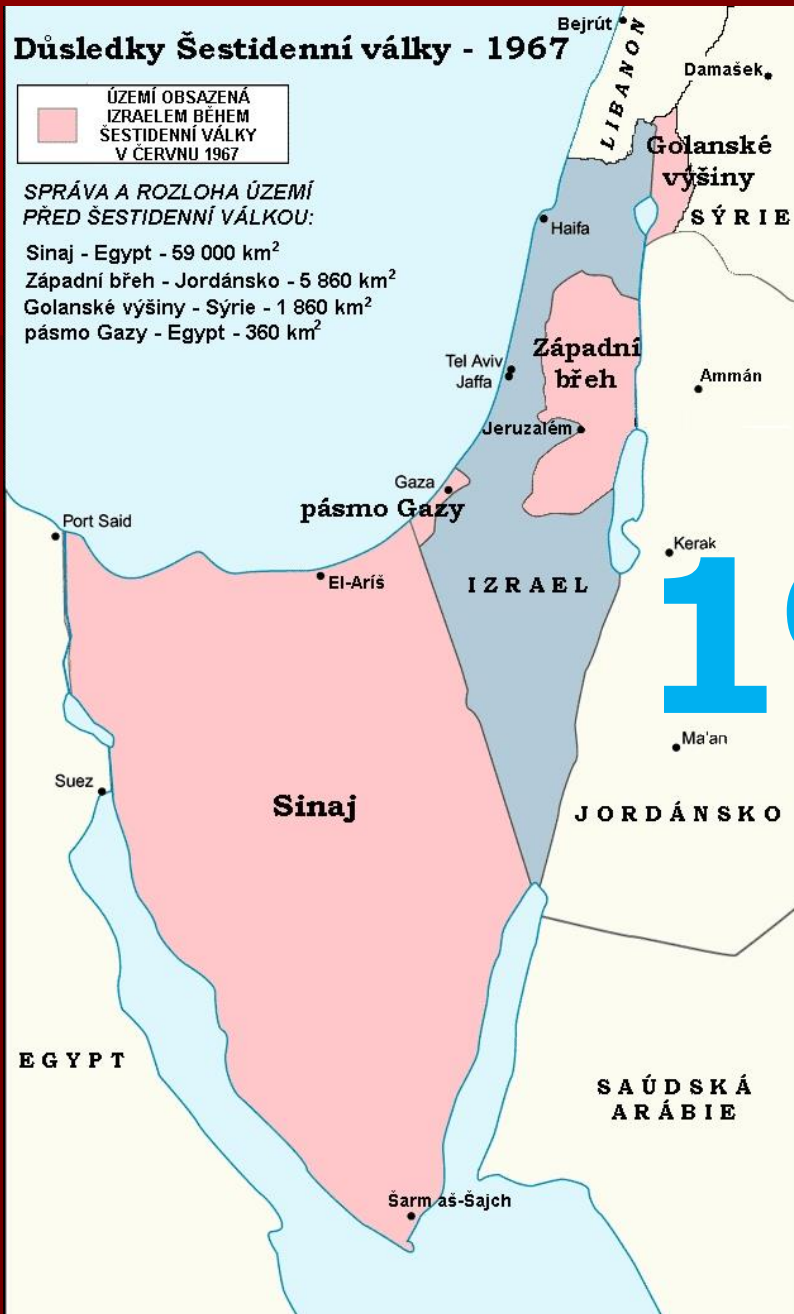 Důsledky Šestidenní války - 1967
ÚZEMÍ OBSAZENÁ
IZRAELEM BĚHEM
ŠESTIDENNÍ VÁLKY
V ČERVNU 1967
SPRÁVA A ROZLOHA ÚZEMÍ
PŘED ŠESTIDENNÍ VÁLKOU:
Sinaj - Egypt - 59 000 km²
Západní břeh - Jordánsko - 5 860 km²
Golanské výšiny - Sýrie - 1 860 km²
pásmo Gazy - Egypt - 360 km²
Bejrút
LIBANON
Damašek
Golanské
výšiny
SÝRIE
Haifa
Západní
břeh
Tel Aviv
Jaffa
Ammán
Jeruzalém
Gaza
pásmo Gazy
Port Said
El-Aríš
IZRAEL
Kerak
1
Ma'an
Suez
Sinaj
JORDÁNSKO
EGYPT
SAÚDSKÁ
ARÁBIE
Šarm aš-Šajch